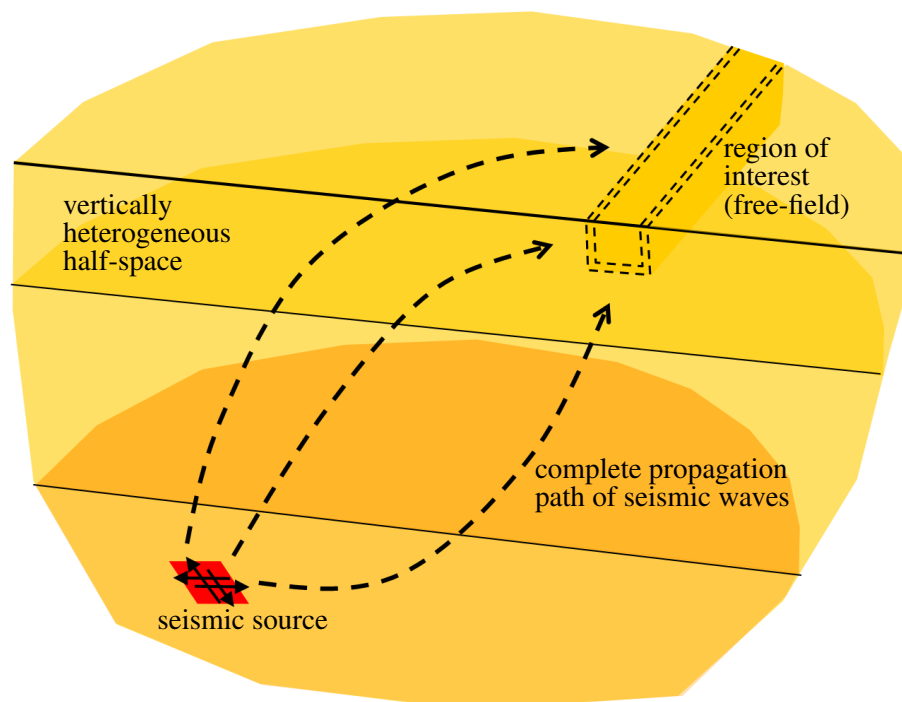 region of
interest
(free-field)
vertically
heterogeneous
half-space
complete propagation
path of seismic waves
seismic source